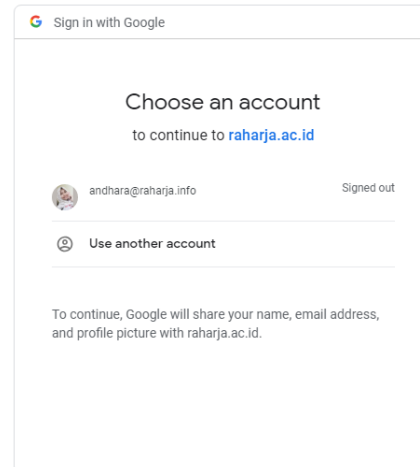 Sign in with Google
Choose an account
to continue to raharja.ac.id
andhara@raharja.info
Signed out
Use another account
To continue, Google will share your name, email address,
and profile picture with raharja.ac.id.